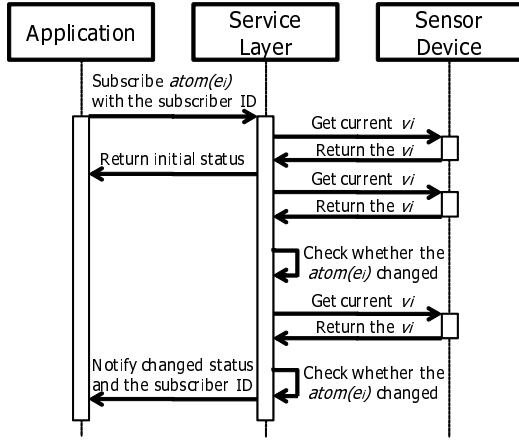 Application
Service
Layer
Sensor
Device
Subscribe atom(ei)
with the subscriber ID
Get current vi
Return the vi
Return initial status
Get current vi
Return the vi
Check whether the
atom(ei) changed
Get current vi
Return the vi
Notify changed status
and the subscriber ID
Check whether the
atom(ei) changed